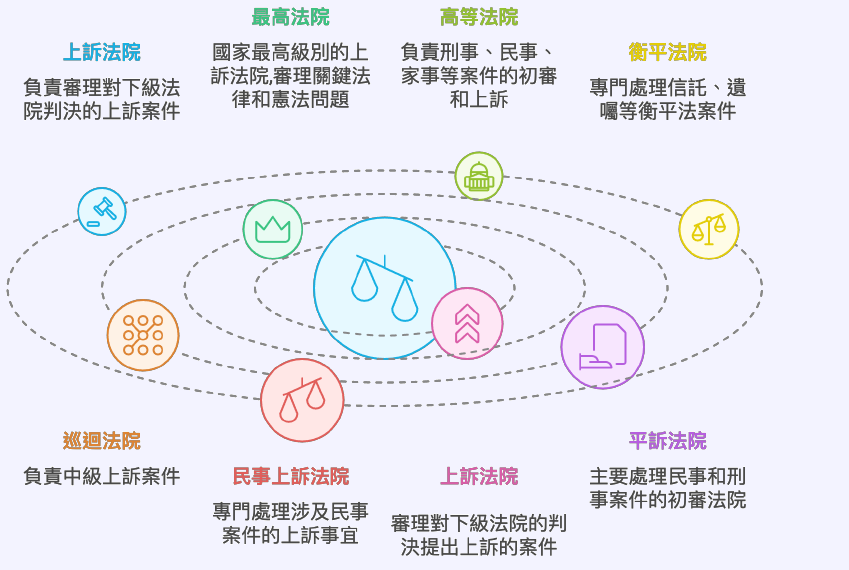 上訴法院
負責審理對下級法
院判決的上訴案件
最高法院
國家最高級別的上
訴法院,審理關鍵法
律和憲法問題
高等法院
負責刑事、民事、
家事等案件的初審
和上訴
衡平法院
專門處理信託、遺
囑等衡平法案件
巡迴法院
負責中級上訴案件
民事上訴法院
專門處理涉及民事
案件的上訴事宜
上訴法院
審理對下級法院的判
決提出上訴的案件
平訴法院
主要處理民事和刑
事案件的初審法院